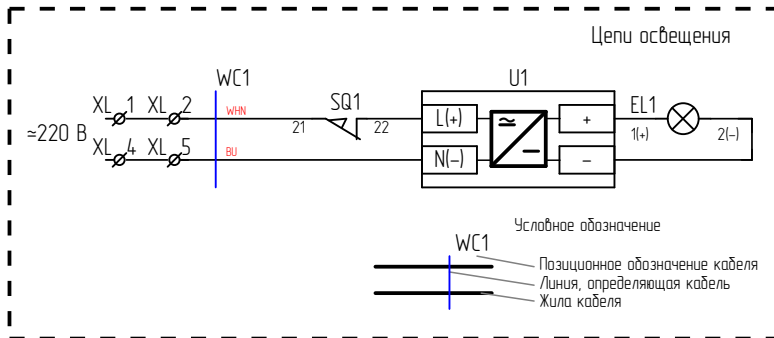 Цепи освещения
WC1
SQ1
U1
XL 1 XL 2
WHN
21
22
L(+)
+
EL1
1(+)
2(-)
≃220 В
XL 4 XL 5
BU
N(-)
-
Условное обозначение
WC1
Позиционное обозначение кабеля
Линия, определяющая кабель
Жила кабеля